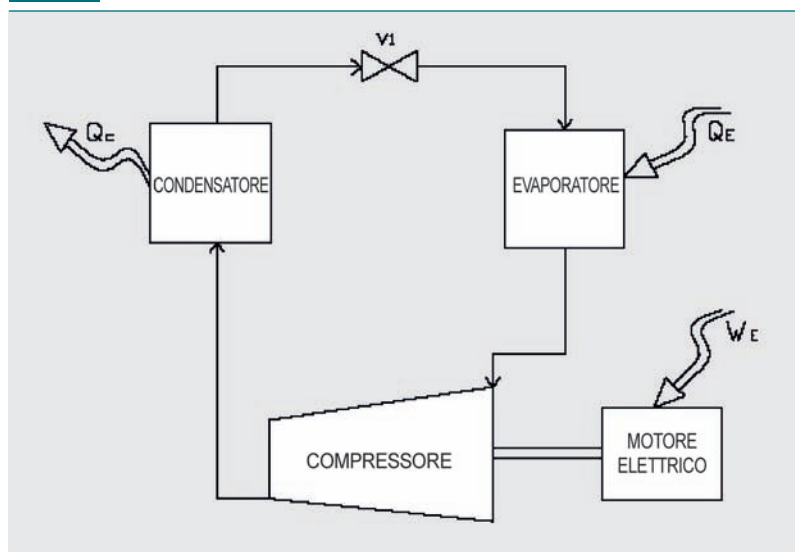 V1
QC
CONDENSATORE
EVAPORATORE
QE
WE
COMPRESSORE
MOTORE
ELETTRICO